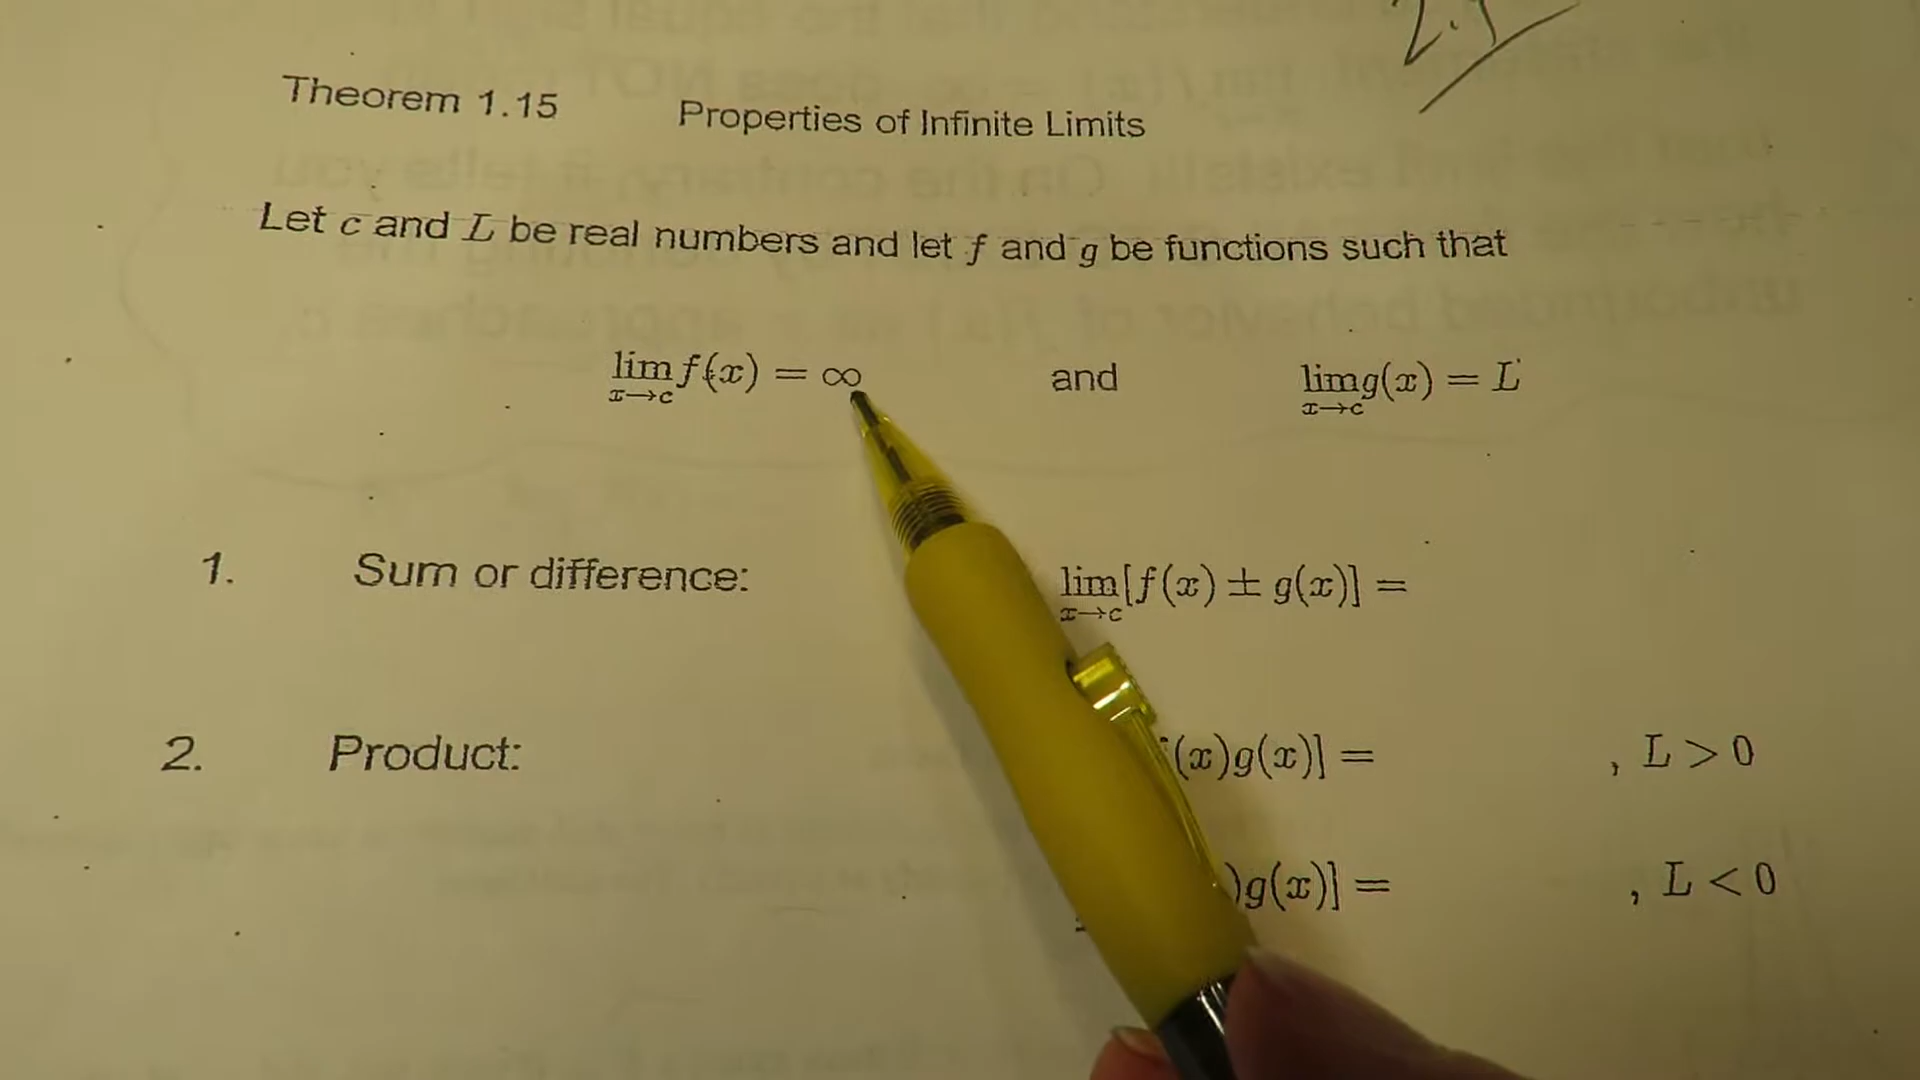 2.
Theorem 1.15 Properties of Infinite Limits
Let c and L be real numbers and let f and g be functions such that
lim f(x) = ∞ and lim g(x) = L
x→c x→c
1. Sum or difference: lim[f(x) ± g(x)] =
x→c
2. Product: (x)g(x)] = , L > 0
)g(x)] = , L < 0